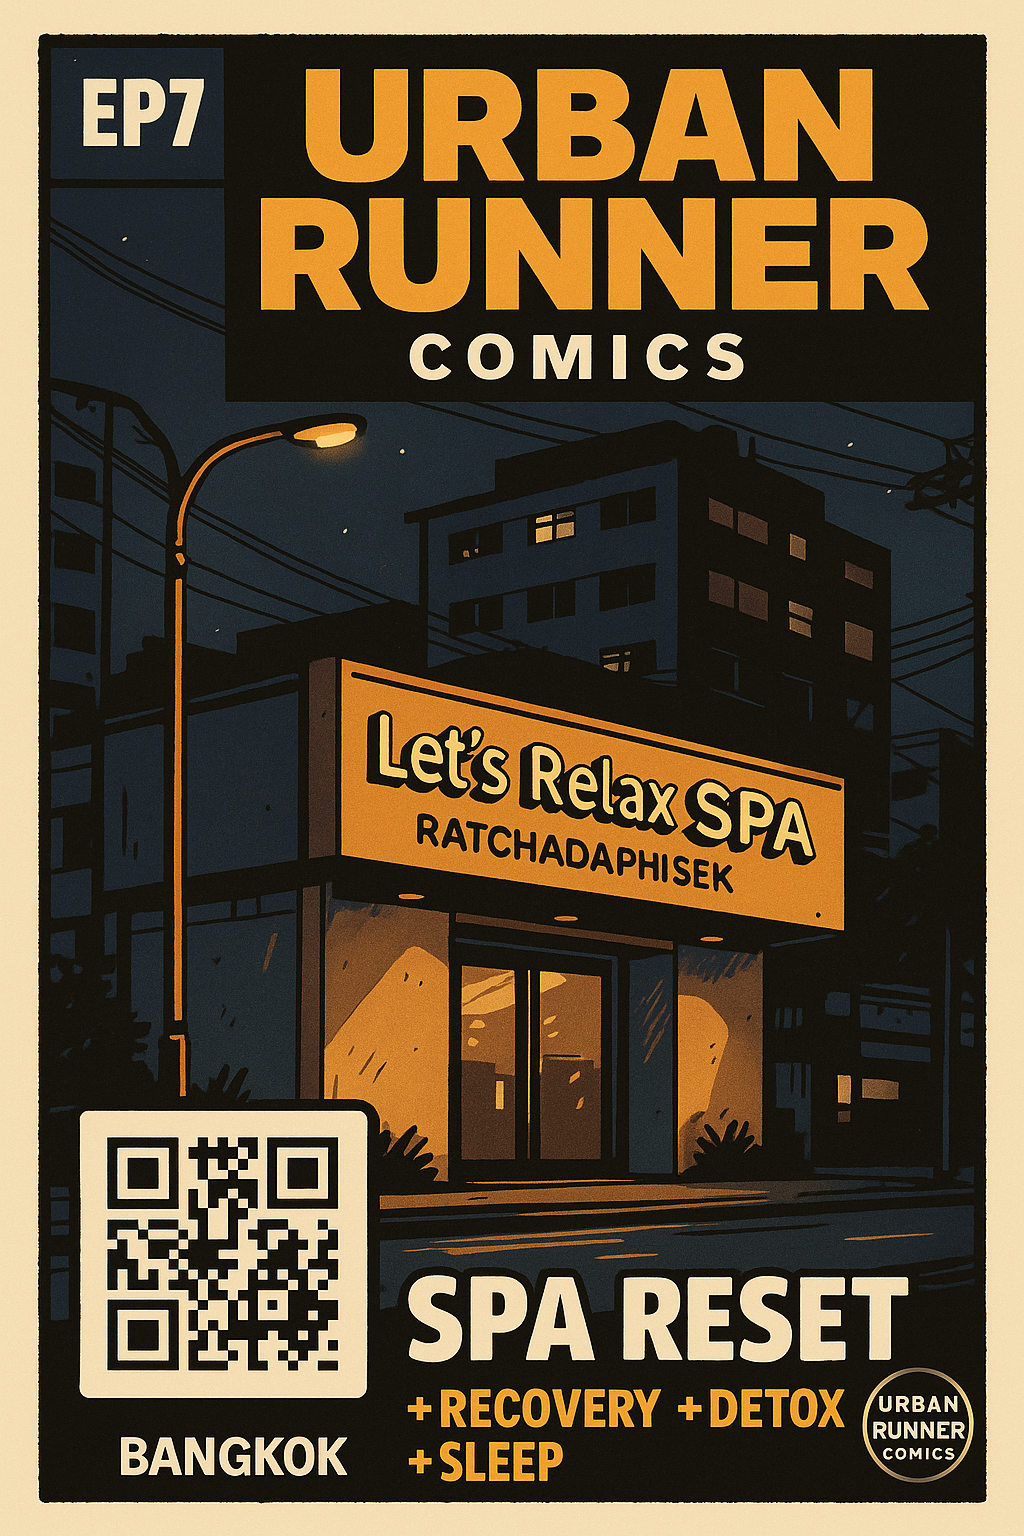 EP7
URBAN
RUNNER
COMICS
Let's Relax SPA
RATCHADAPHISEK
SPA RESET
+RECOVERY +DETOX
+SLEEP
BANGKOK
URBAN
RUNNER
COMICS